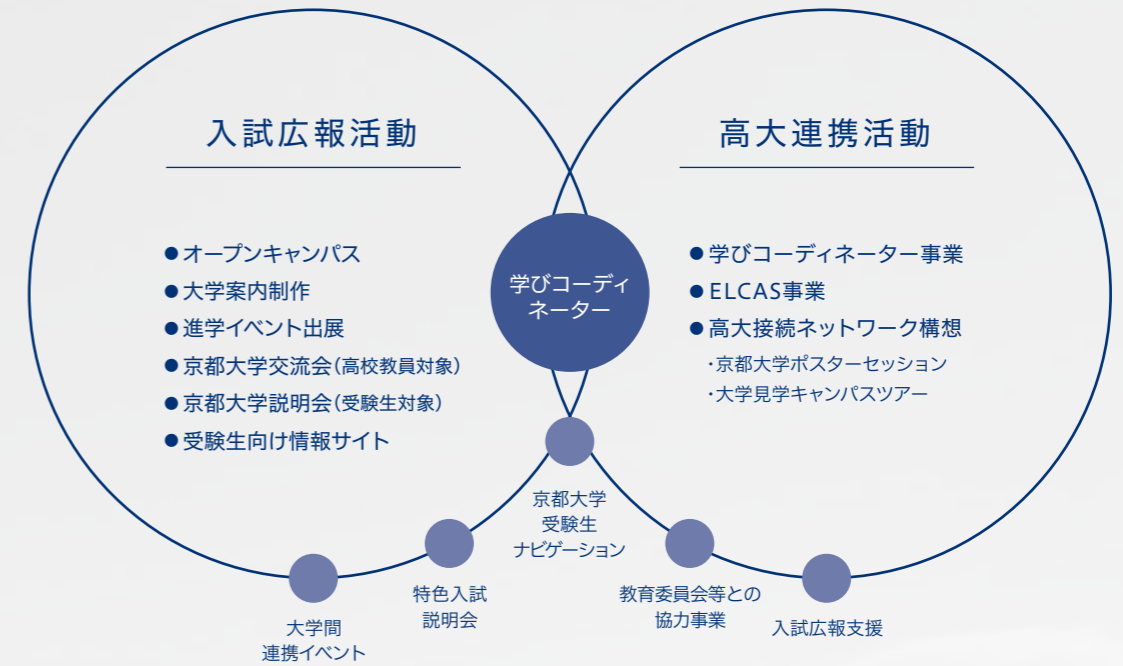 入試広報活動
●オープンキャンパス
●大学案内制作
●進学イベント出展
●京都大学交流会(高校教員対象)
●京都大学説明会(受験生対象)
●受験生向け情報サイト
学びコーディ
ネーター
高大連携活動
●学びコーディネーター事業
●ELCAS事業
●高大接続ネットワーク構想
・京都大学ポスターセッション
・大学見学キャンパスツアー
大学間
連携イベント
特色入試
説明会
京都大学
受験生
ナビゲーション
教育委員会等との
協力事業
入試広報支援